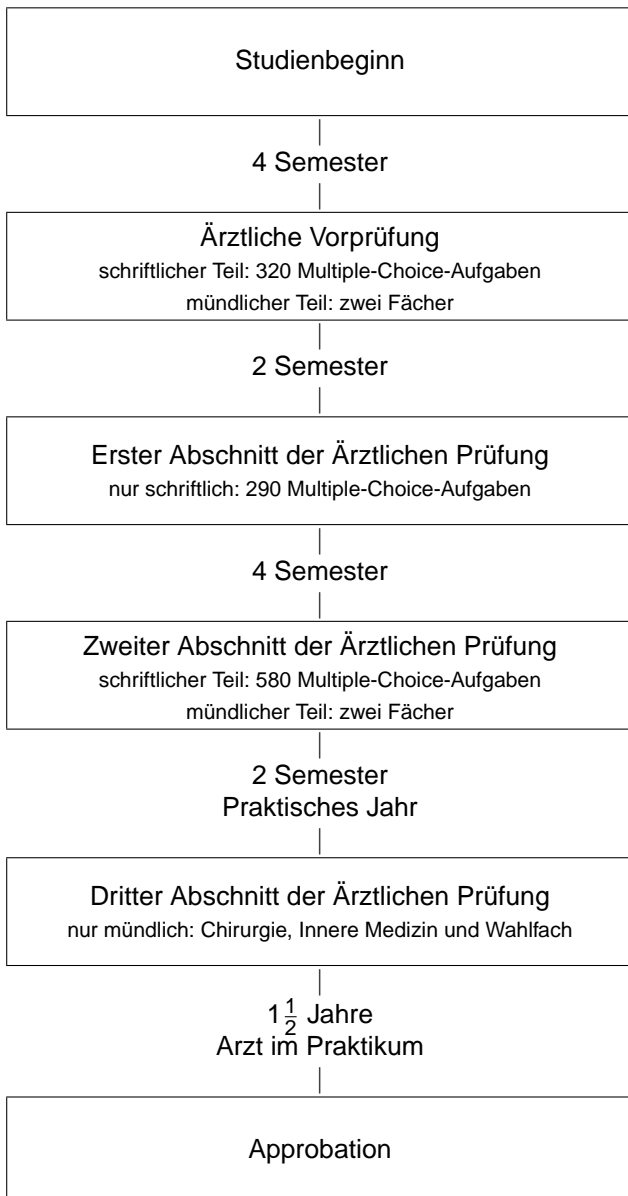 Studienbeginn
4 Semester
Ärztliche Vorprüfung
schriftlicher Teil: 320 Multiple-Choice-Aufgaben
mündlicher Teil: zwei Fächer
2 Semester
Erster Abschnitt der Ärztlichen Prüfung
nur schriftlich: 290 Multiple-Choice-Aufgaben
4 Semester
Zweiter Abschnitt der Ärztlichen Prüfung
schriftlicher Teil: 580 Multiple-Choice-Aufgaben
mündlicher Teil: zwei Fächer
2 Semester
Praktisches Jahr
Dritter Abschnitt der Ärztlichen Prüfung
nur mündlich: Chirurgie, Innere Medizin und Wahlfach
1 1/2 Jahre
Arzt im Praktikum
Approbation